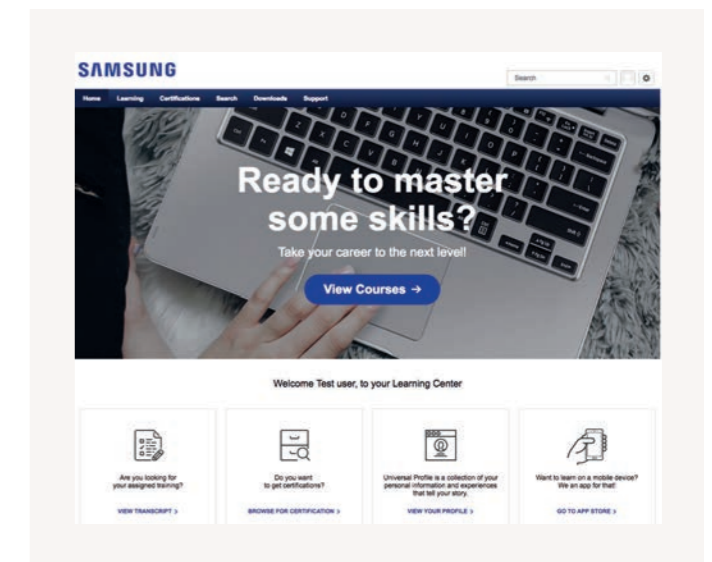 SAMSUNG
Search
Home Learning Certifications Search Downloads Support
Ready to master
some skills?
Take your career to the next level!
View Courses →
Welcome Test user, to your Learning Center
Are you looking for
your assigned training?
VIEW TRANSCRIPT >
Do you want
to get certifications?
BROWSE FOR CERTIFICATION >
Universal Profile is a collection of your
personal information and experiences
that tell your story.
VIEW YOUR PROFILE >
Want to learn on a mobile device?
We an app for that!
GO TO APP STORE >